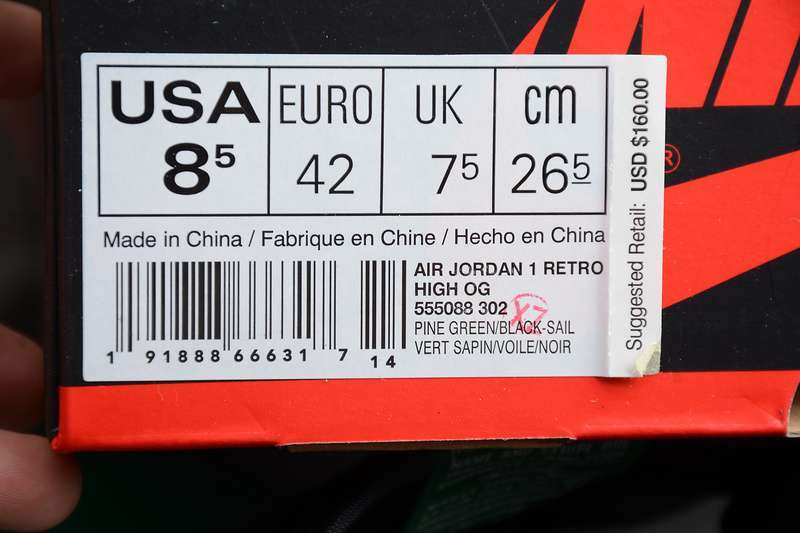 USA EURO UK cm
8⁵ 42 7⁵ 26⁵
Made in China / Fabrique en Chine / Hecho en China
AIR JORDAN 1 RETRO
HIGH OG
555088 302
PINE GREEN/BLACK-SAIL
VERT SAPIN/VOILE/NOIR
1 91888 66631 7 14
Suggested Retail: USD $160.00
®